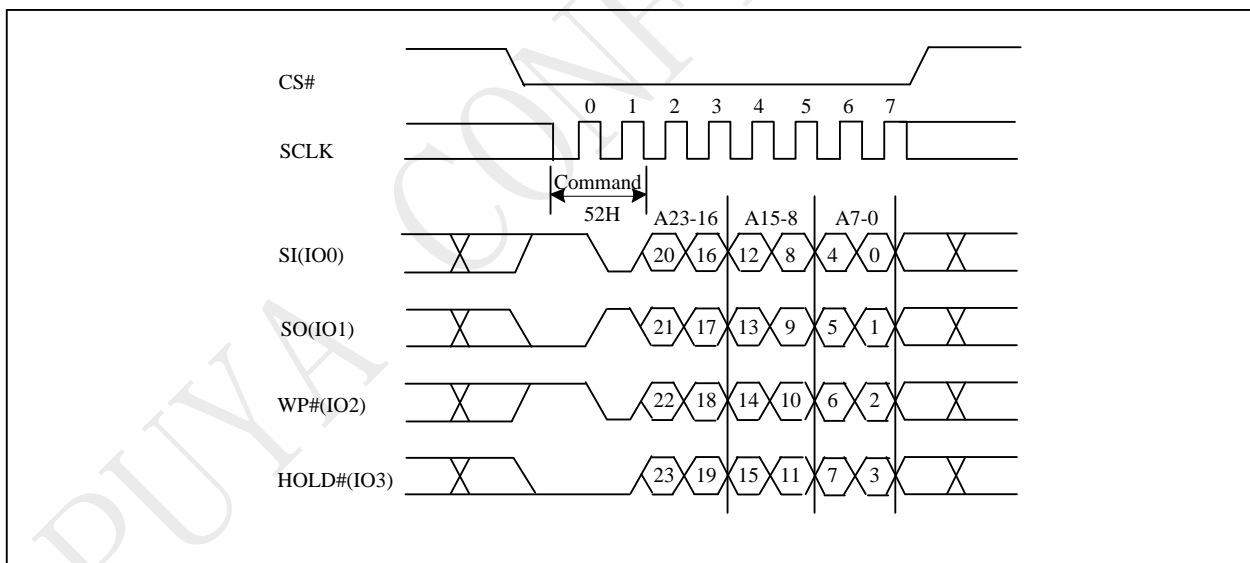 CS#
0 1 2 3 4 5 6 7
SCLK
Command
52H
A23-16 A15-8 A7-0
SI(IO0) 20 16 12 8 4 0
SO(IO1) 21 17 13 9 5 1
WP#(IO2) 22 18 14 10 6 2
HOLD#(IO3) 23 19 15 11 7 3
PUYA CONF